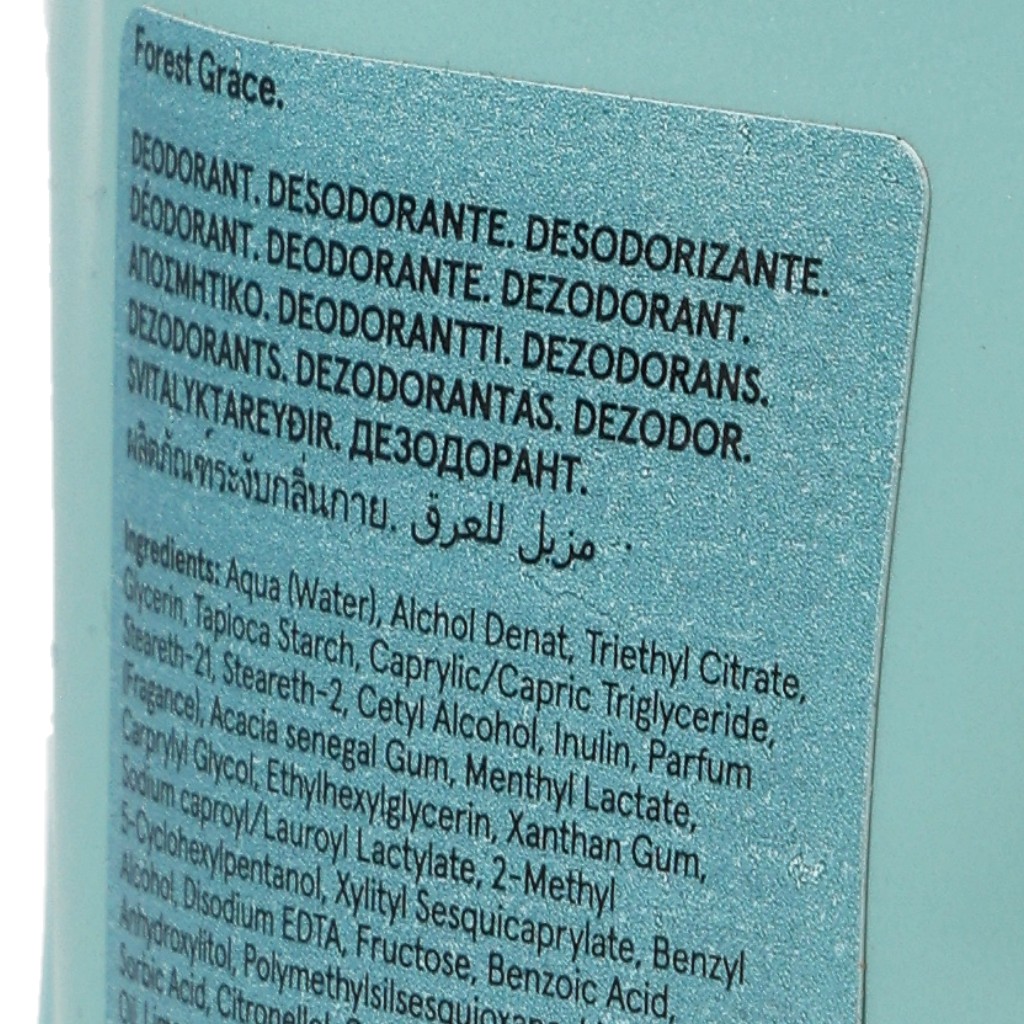 Forest Grace.
DEODORANT. DESODORANTE. DESODORIZANTE.
DÉODORANT. DEODORANTE. DEZODORANT.
ΑΠΟΣΜΗΤΙΚΟ. DEODORANTTI. DEZODORANS.
DEZODORANTS. DEZODORANTAS. DEZODOR.
SVITALYKTAREYÐIR. ДЕЗОДОРАНТ.
ผลิตภัณฑ์ระงับกลิ่นกาย. مزيل للعرق.
Ingredients: Aqua (Water), Alchol Denat, Triethyl Citrate,
Glycerin, Tapioca Starch, Caprylic/Capric Triglyceride,
Steareth-21, Steareth-2, Cetyl Alcohol, Inulin, Parfum
(Fragance), Acacia senegal Gum, Menthyl Lactate,
Carprylyl Glycol, Ethylhexylglycerin, Xanthan Gum,
Sodium caproyl/Lauroyl Lactylate, 2-Methyl
5-Cyclohexylpentanol, Xylityl Sesquicaprylate, Benzyl
Alcohol, Disodium EDTA, Fructose, Benzoic Acid,
Anhydroxylitol, Polymethylsilsesquioxane
Sorbic Acid, Citronellol,